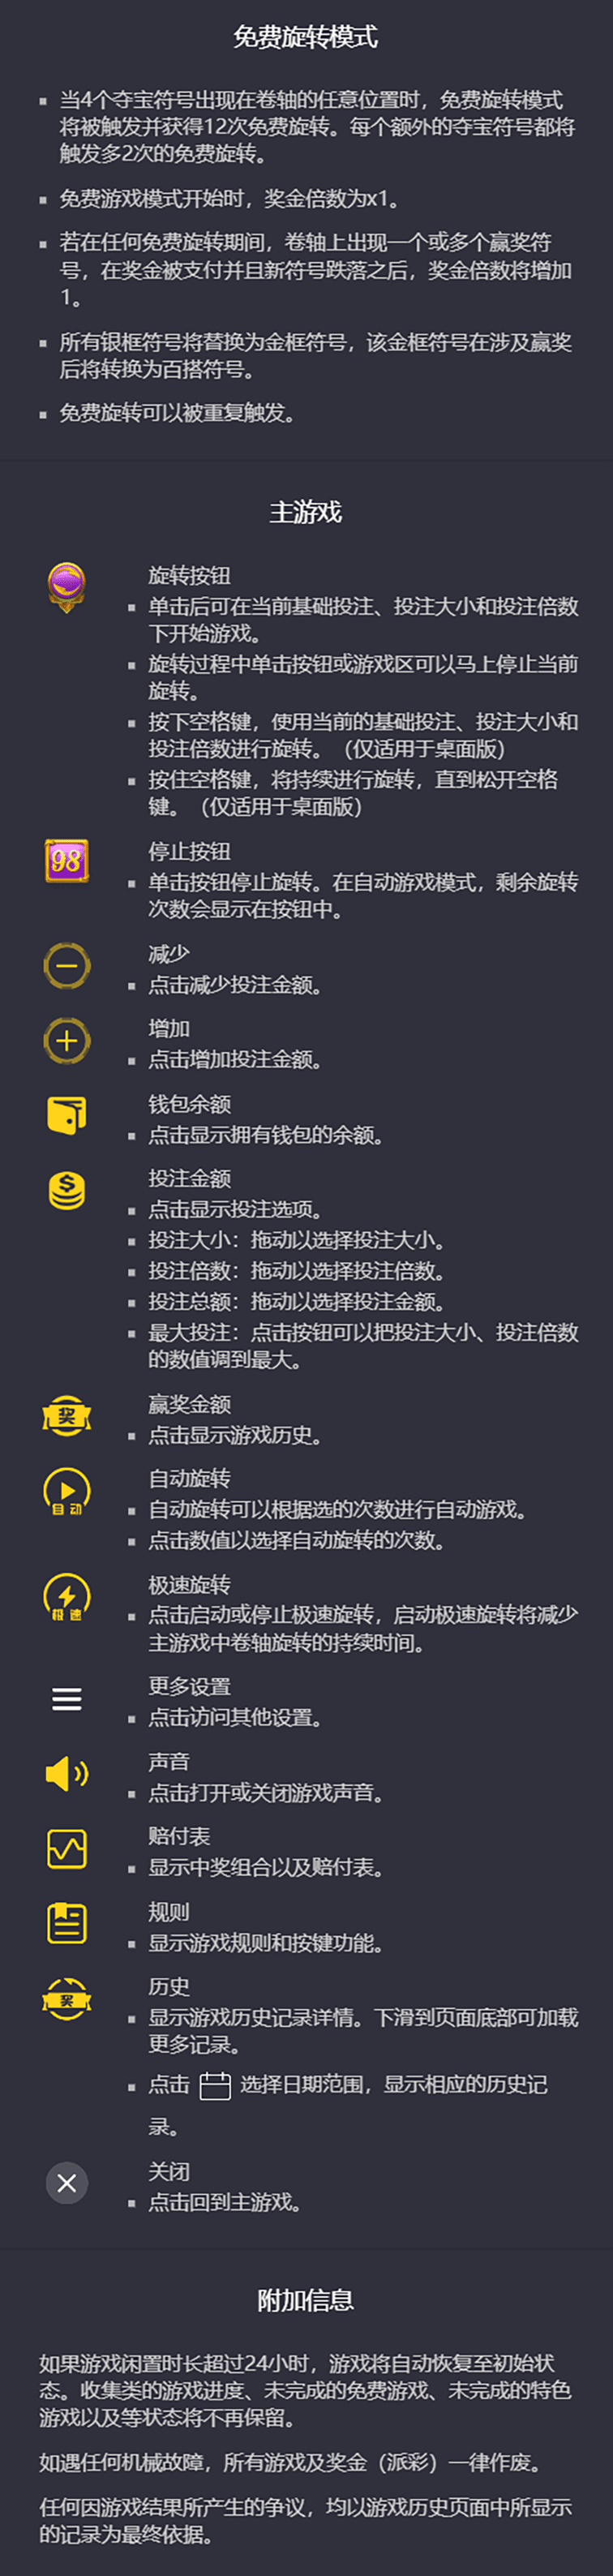 免费旋转模式
当4个夺宝符号出现在卷轴的任意位置时，免费旋转模式
将被触发并获得12次免费旋转。每个额外的夺宝符号都将
触发多2次的免费旋转。
免费游戏模式开始时，奖金倍数为x1。
若在任何免费旋转期间，卷轴上出现一个或多个赢奖符
号，在奖金被支付并且新符号跌落之后，奖金倍数将增加
1。
所有银框符号将替换为金框符号，该金框符号在涉及赢奖
后将转换为百搭符号。
免费旋转可以被重复触发。
主游戏
旋转按钮
单击后可在当前基础投注、投注大小和投注倍数
下开始游戏。
旋转过程中单击按钮或游戏区可以马上停止当前
旋转。
按下空格键，使用当前的基础投注、投注大小和
投注倍数进行旋转。（仅适用于桌面版）
按住空格键，将持续进行旋转，直到松开空格
键。（仅适用于桌面版）
98
停止按钮
单击按钮停止旋转。在自动游戏模式，剩余旋转
次数会显示在按钮中。
减少
点击减少投注金额。
增加
点击增加投注金额。
钱包余额
点击显示拥有钱包的余额。
投注金额
点击显示投注选项。
投注大小：拖动以选择投注大小。
投注倍数：拖动以选择投注倍数。
投注总额：拖动以选择投注金额。
最大投注：点击按钮可以把投注大小、投注倍数
的数值调到最大。
奖
赢奖金额
点击显示游戏历史。
自动
自动旋转
自动旋转可以根据选的次数进行自动游戏。
点击数值以选择自动旋转的次数。
极速
极速旋转
点击启动或停止极速旋转，启动极速旋转将减少
主游戏中卷轴旋转的持续时间。
更多设置
点击访问其他设置。
声音
点击打开或关闭游戏声音。
赔付表
显示中奖组合以及赔付表。
规则
显示游戏规则和按键功能。
奖
历史
显示游戏历史记录详情。下滑到页面底部可加载
更多记录。
点击 选择日期范围，显示相应的历史记
录。
关闭
点击回到主游戏。
附加信息
如果游戏闲置时长超过24小时，游戏将自动恢复至初始状
态。收集类的游戏进度、未完成的免费游戏、未完成的特色
游戏以及等状态将不再保留。
如遇任何机械故障，所有游戏及奖金（派彩）一律作废。
任何因游戏结果所产生的争议，均以游戏历史页面中所显示
的记录为最终依据。